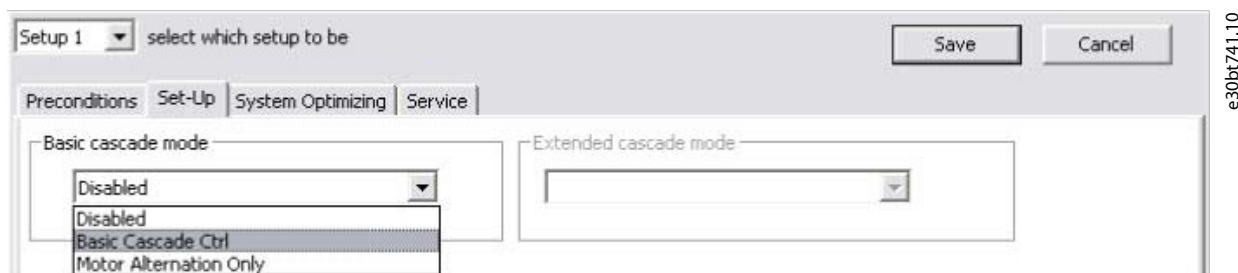 Setup 1 select which setup to be Save Cancel
Preconditions Set-Up System Optimizing Service
Basic cascade mode Extended cascade mode
Disabled
Disabled
Basic Cascade Ctrl
Motor Alternation Only
e30bt741.10